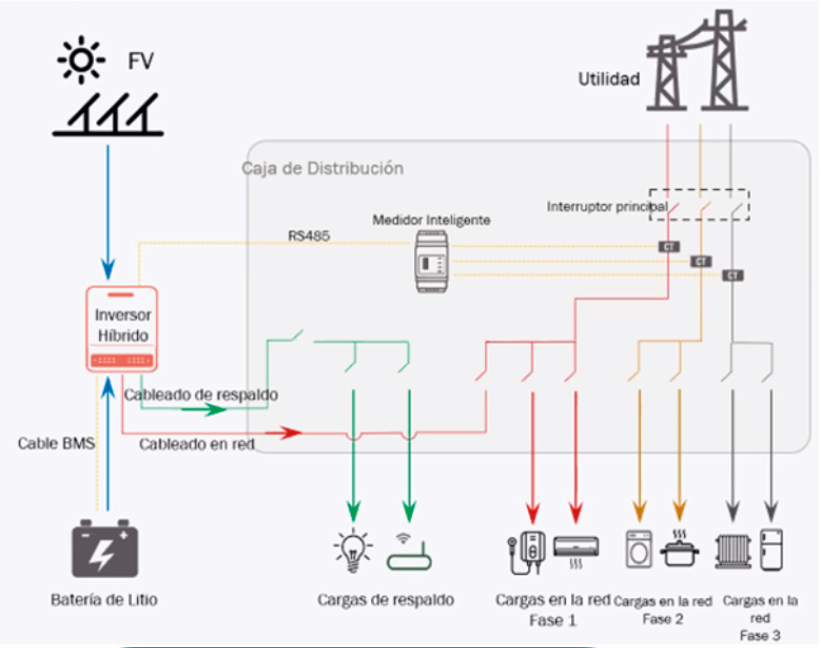 FV
Utilidad
Caja de Distribución
Interruptor principal
Medidor Inteligente
RS485
CT
CT
CT
Inversor
Híbrido
Cableado de respaldo
Cableado en red
Cable BMS
Batería de Litio
Cargas de respaldo
Cargas en la red
Fase 1
Cargas en la red
Fase 2
Cargas en la
red
Fase 3